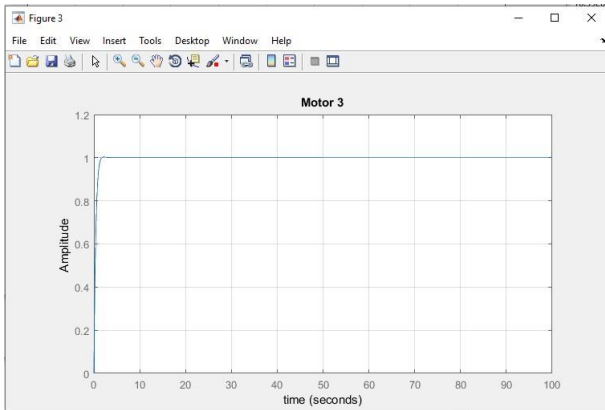 Figure 3
File Edit View Insert Tools Desktop Window Help
Motor 3
1.2
1
0.8
0.6
0.4
0.2
0
Amplitude
0 10 20 30 40 50 60 70 80 90 100
time (seconds)